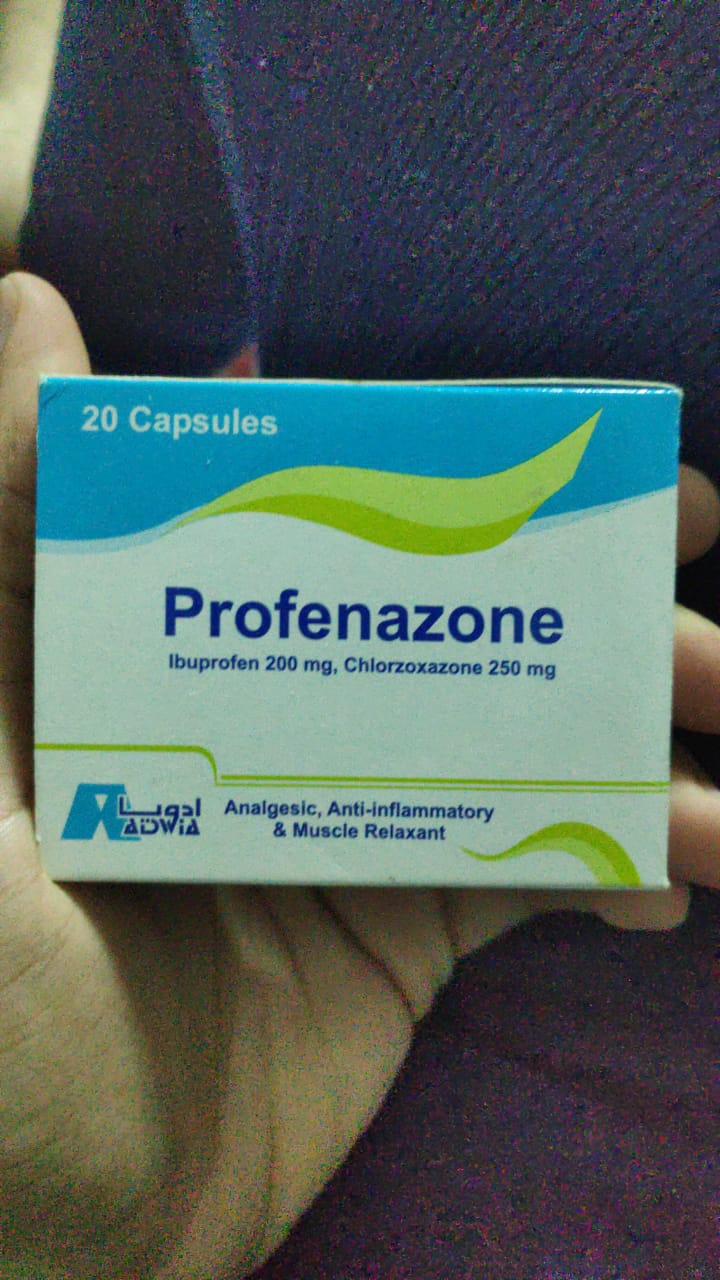 20 Capsules
Profenazone
Ibuprofen 200 mg, Chlorzoxazone 250 mg
ادويا
ADWIA
Analgesic, Anti-inflammatory
& Muscle Relaxant